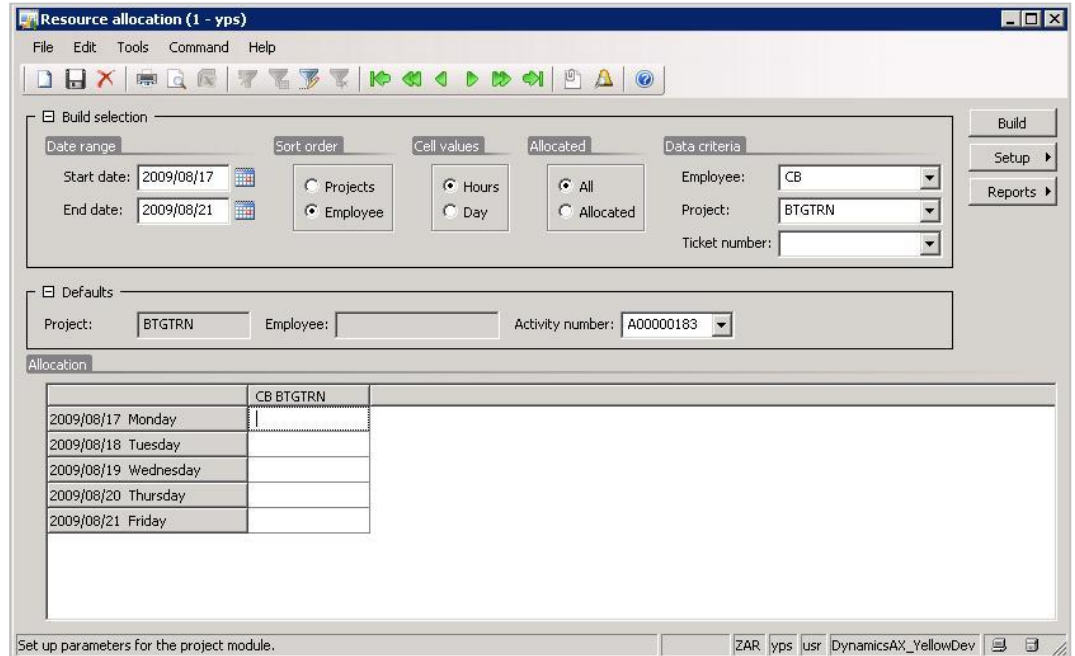 Resource allocation (1 - yps)
File Edit Tools Command Help
Build selection
Build
Date range Sort order Cell values Allocated Data criteria
Setup
Start date: 2009/08/17 Projects Hours All Employee: CB
Reports
End date: 2009/08/21 Employee Day Allocated Project: BTGTRN
Ticket number:
Defaults
Project: BTGTRN Employee: Activity number: A00000183
Allocation
CB BTGTRN
2009/08/17 Monday
2009/08/18 Tuesday
2009/08/19 Wednesday
2009/08/20 Thursday
2009/08/21 Friday
Set up parameters for the project module. ZAR yps usr DynamicsAX_YellowDev